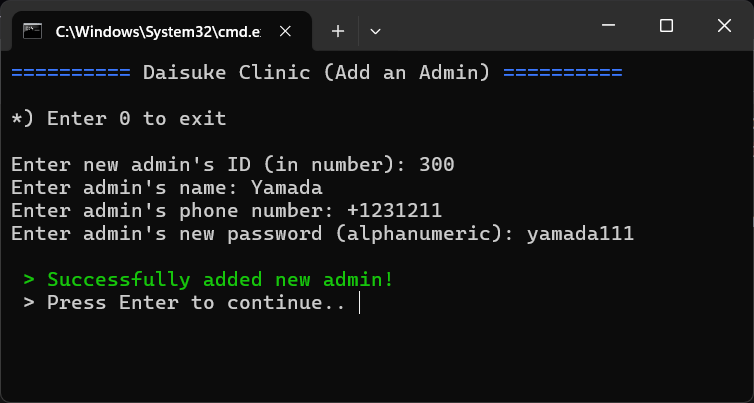 C:\Windows\System32\cmd.e
========== Daisuke Clinic (Add an Admin) ==========
*) Enter 0 to exit
Enter new admin's ID (in number): 300
Enter admin's name: Yamada
Enter admin's phone number: +1231211
Enter admin's new password (alphanumeric): yamada111
> Successfully added new admin!
> Press Enter to continue..